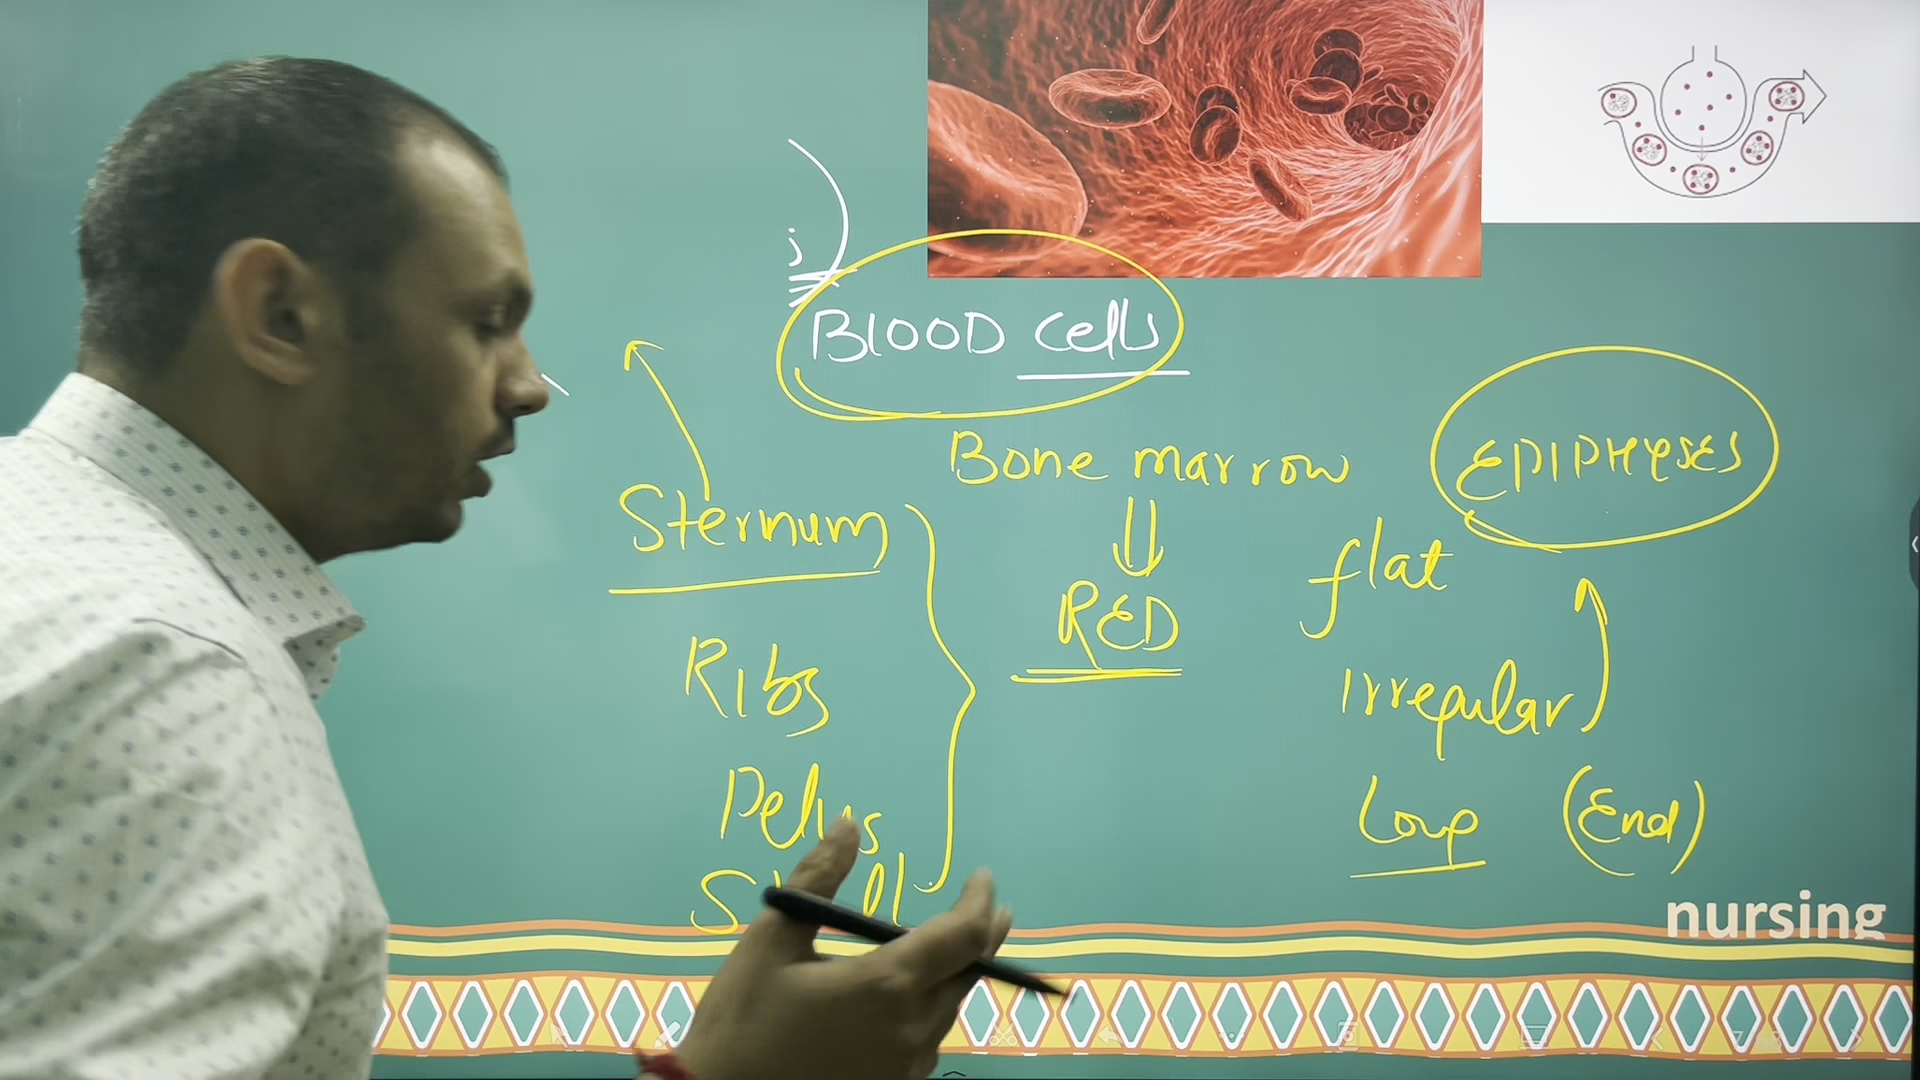 BLOOD cells
Bone marrow
EPIPHYSES
Sternum
flat
RED
Ribs
Irregular
Pelvis
Long (End)
nursing